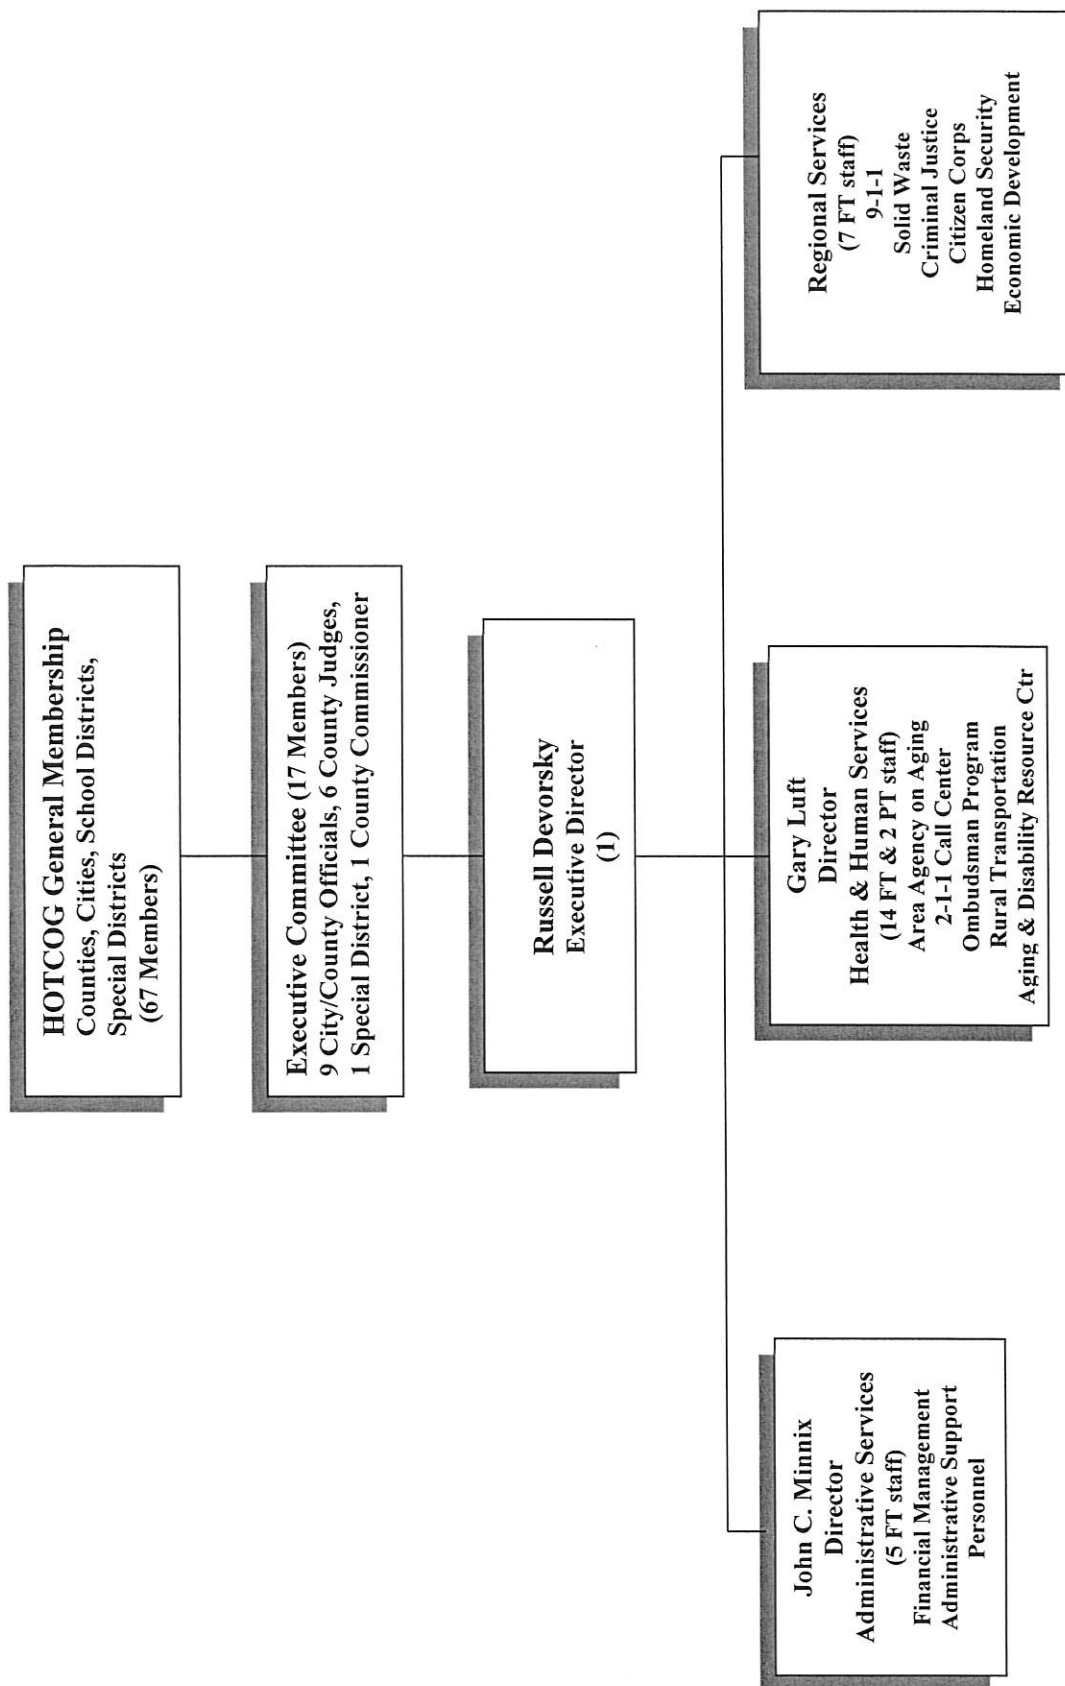 HOTCOG General Membership
Counties, Cities, School Districts,
Special Districts
(67 Members)
Executive Committee (17 Members)
9 City/County Officials, 6 County Judges,
1 Special District, 1 County Commissioner
Russell Devorsky
Executive Director
(1)
John C. Minnix
Director
Administrative Services
(5 FT staff)
Financial Management
Administrative Support
Personnel
Gary Luft
Director
Health & Human Services
(14 FT & 2 PT staff)
Area Agency on Aging
2-1-1 Call Center
Ombudsman Program
Rural Transportation
Aging & Disability Resource Ctr
Regional Services
(7 FT staff)
9-1-1
Solid Waste
Criminal Justice
Citizen Corps
Homeland Security
Economic Development